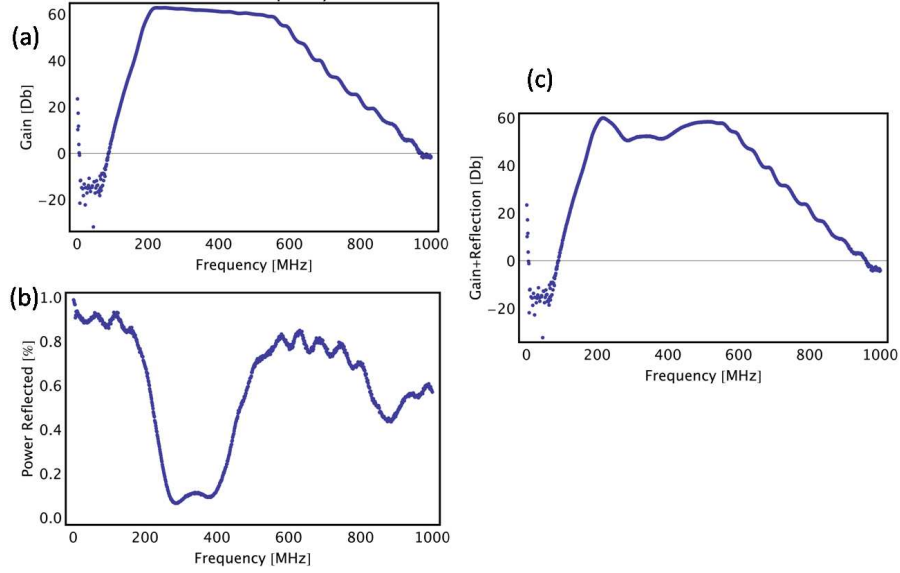 (a)
60
40
20
0
−20
Gain [Db]
0 200 400 600 800 1000
Frequency [MHz]
(b)
1.0
0.8
0.6
0.4
0.2
0.0
Power Reflected [%]
0 200 400 600 800 1000
Frequency [MHz]
(c)
60
40
20
0
−20
Gain+Reflection [Db]
0 200 400 600 800 1000
Frequency [MHz]